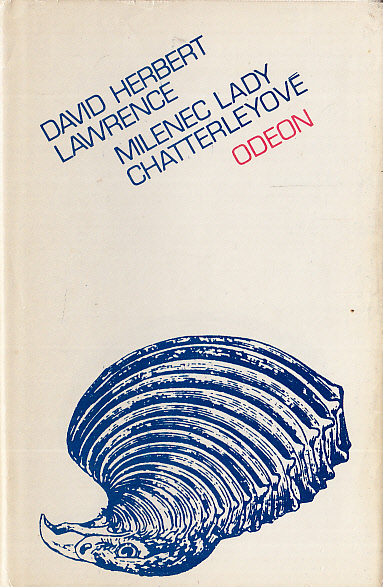 DAVID HERBERT
LAWRENCE
MILENEC LADY
CHATTERLEYOVÉ
ODEON